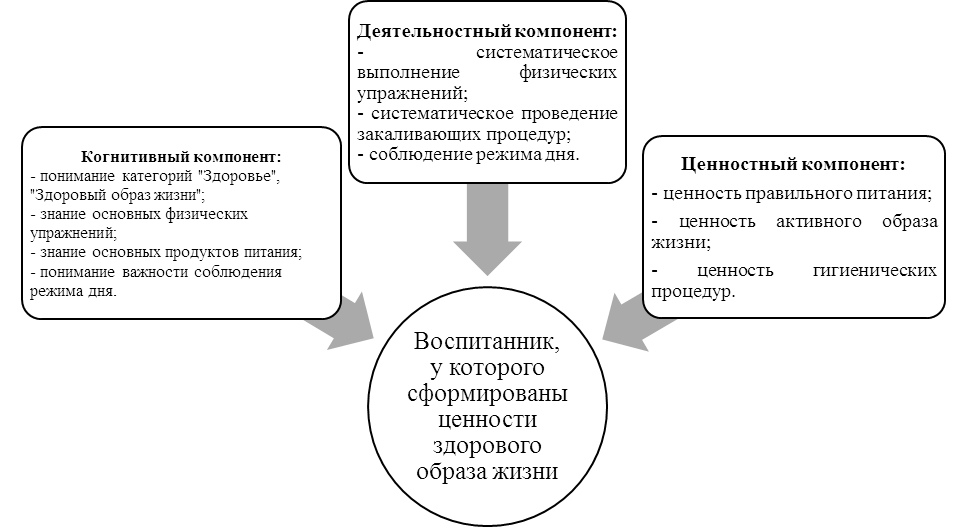 Деятельностный компонент:
- систематическое
выполнение физических
упражнений;
- систематическое проведение
закаливающих процедур;
- соблюдение режима дня.
Когнитивный компонент:
- понимание категорий "Здоровье",
"Здоровый образ жизни";
- знание основных физических
упражнений;
- знание основных продуктов питания;
- понимание важности соблюдения
режима дня.
Ценностный компонент:
- ценность правильного питания;
- ценность активного образа
жизни;
- ценность гигиенических
процедур.
Воспитанник,
у которого
сформированы
ценности
здорового
образа жизни